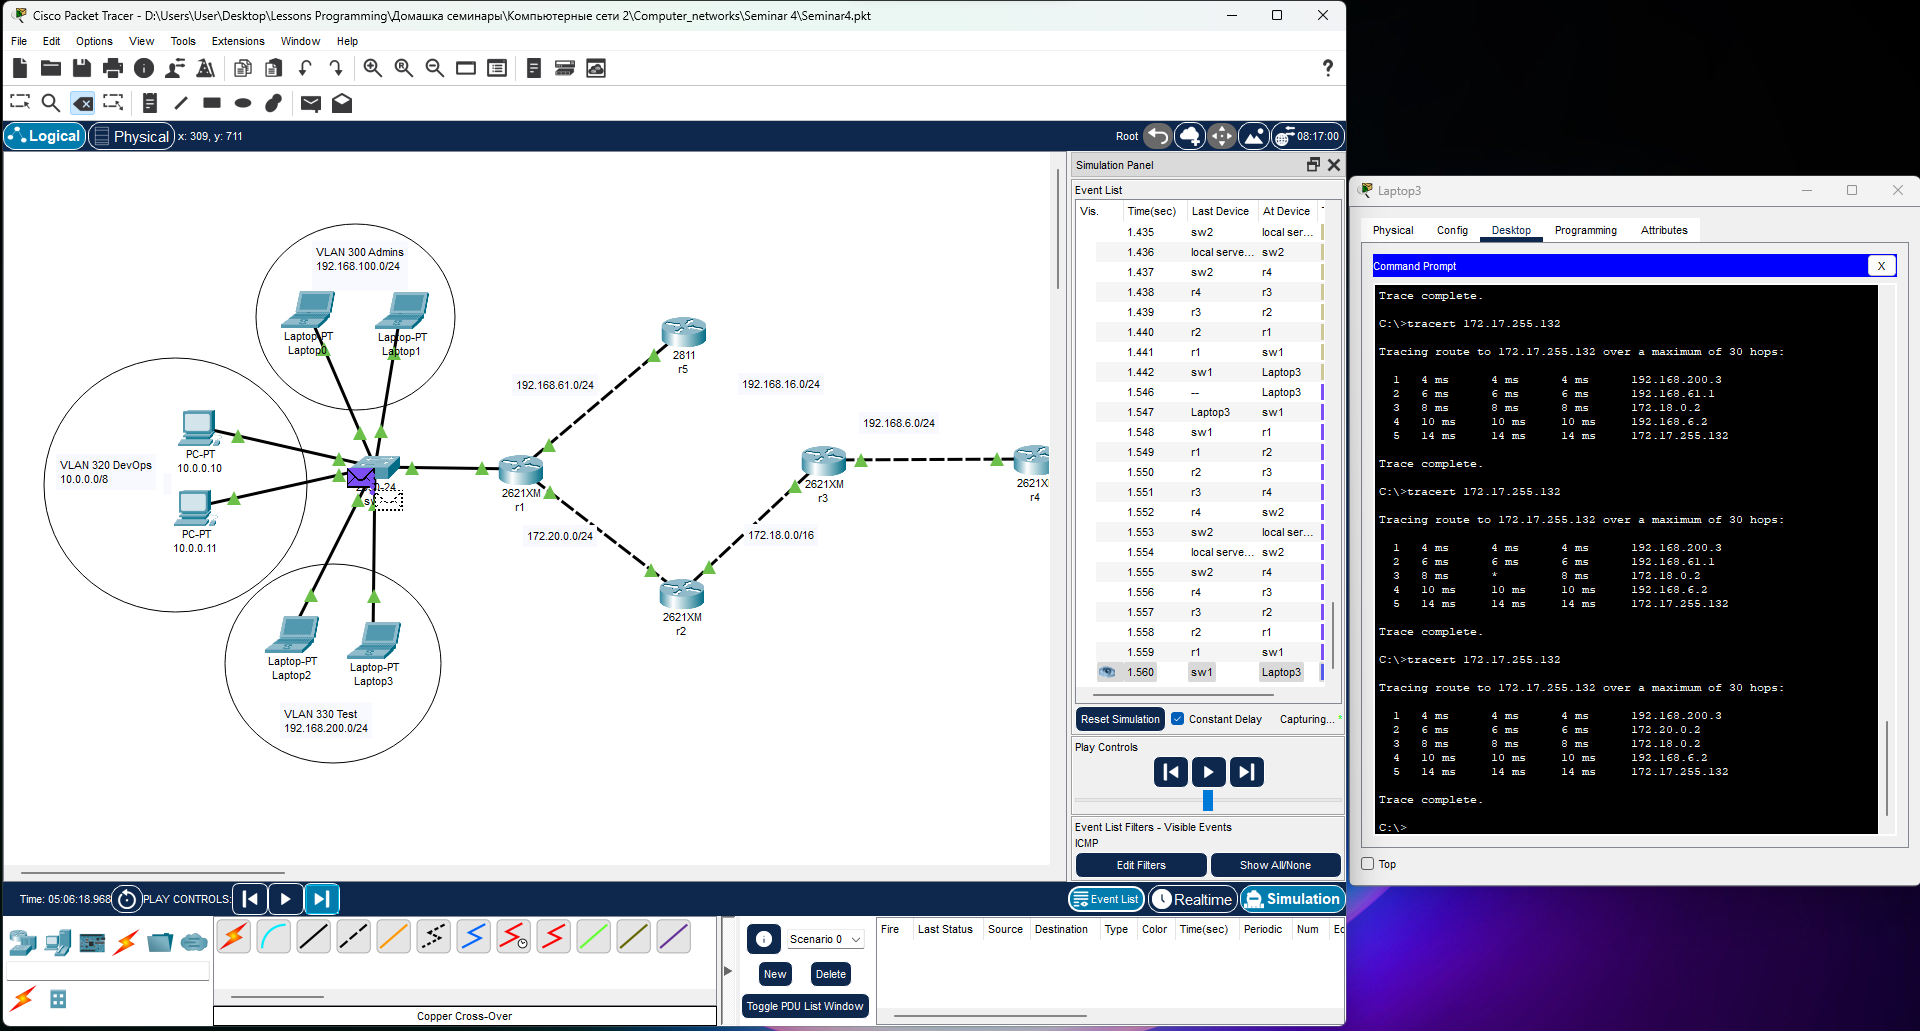 Cisco Packet Tracer - D:\Users\User\Desktop\Lessons Programming\Домашка семинары\Компьютерные сети 2\Computer_networks\Seminar 4\Seminar4.pkt
File Edit Options View Tools Extensions Window Help
Logical Physical x: 309, y: 711
Root 08:17:00
VLAN 300 Admins
192.168.100.0/24
Laptop-PT
Laptop0
Laptop-PT
Laptop1
VLAN 320 DevOps
10.0.0.0/8
PC-PT
10.0.0.10
PC-PT
10.0.0.11
Laptop-PT
Laptop2
Laptop-PT
Laptop3
VLAN 330 Test
192.168.200.0/24
2621XM
r1
192.168.61.0/24
2811
r5
192.168.16.0/24
172.20.0.0/24
2621XM
r2
172.18.0.0/16
2621XM
r3
192.168.6.0/24
2621X
r4
Simulation Panel
Event List
Vis. Time(sec) Last Device At Device
1.435 sw2 local ser...
1.436 local serve... sw2
1.437 sw2 r4
1.438 r4 r3
1.439 r3 r2
1.440 r2 r1
1.441 r1 sw1
1.442 sw1 Laptop3
1.546 -- Laptop3
1.547 Laptop3 sw1
1.548 sw1 r1
1.549 r1 r2
1.550 r2 r3
1.551 r3 r4
1.552 r4 sw2
1.553 sw2 local ser...
1.554 local serve... sw2
1.555 sw2 r4
1.556 r4 r3
1.557 r3 r2
1.558 r2 r1
1.559 r1 sw1
1.560 sw1 Laptop3
Reset Simulation Constant Delay Capturing... *
Play Controls
Event List Filters - Visible Events
ICMP
Edit Filters Show All/None
Time: 05:06:18.968 PLAY CONTROLS:
Event List Realtime Simulation
Copper Cross-Over
Scenario 0
New Delete
Toggle PDU List Window
Fire Last Status Source Destination Type Color Time(sec) Periodic Num Ec
Laptop3
Physical Config Desktop Programming Attributes
Command Prompt X
Trace complete.
C:\>tracert 172.17.255.132
Tracing route to 172.17.255.132 over a maximum of 30 hops:
1 4 ms 4 ms 4 ms 192.168.200.3
2 6 ms 6 ms 6 ms 192.168.61.1
3 8 ms 8 ms 8 ms 172.18.0.2
4 10 ms 10 ms 10 ms 192.168.6.2
5 14 ms 14 ms 14 ms 172.17.255.132
Trace complete.
C:\>tracert 172.17.255.132
Tracing route to 172.17.255.132 over a maximum of 30 hops:
1 4 ms 4 ms 4 ms 192.168.200.3
2 6 ms 6 ms 6 ms 192.168.61.1
3 8 ms * 8 ms 172.18.0.2
4 10 ms 10 ms 10 ms 192.168.6.2
5 14 ms 14 ms 14 ms 172.17.255.132
Trace complete.
C:\>tracert 172.17.255.132
Tracing route to 172.17.255.132 over a maximum of 30 hops:
1 4 ms 4 ms 4 ms 192.168.200.3
2 6 ms 6 ms 6 ms 172.20.0.2
3 8 ms 8 ms 8 ms 172.18.0.2
4 10 ms 10 ms 10 ms 192.168.6.2
5 14 ms 14 ms 14 ms 172.17.255.132
Trace complete.
C:\>
Top